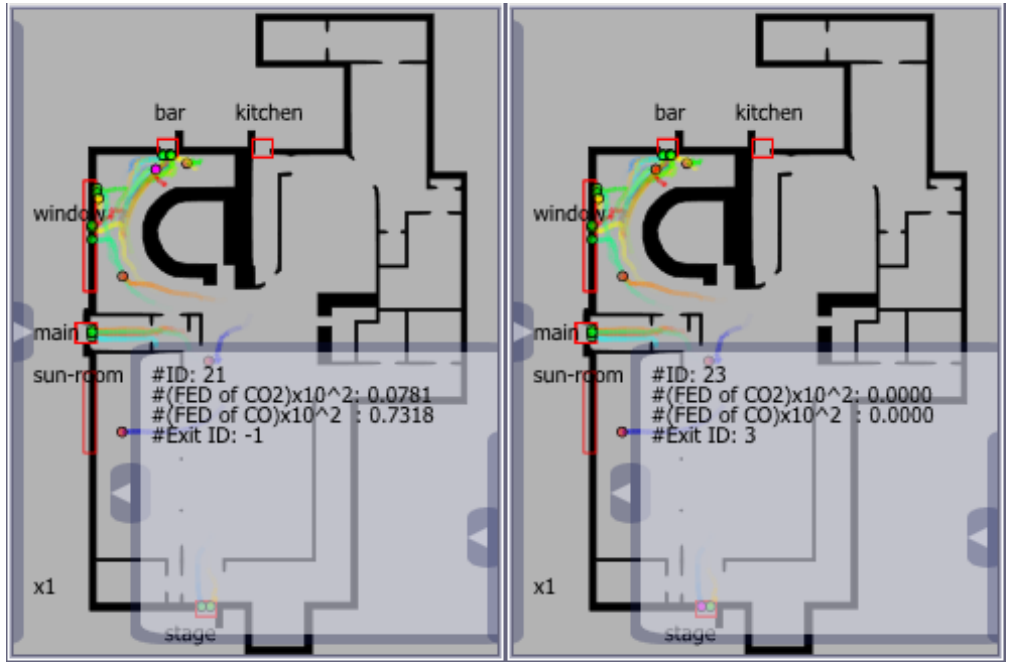 bar kitchen
window
main
sun-room
#ID: 21
#(FED of CO2)x10^2: 0.0781
#(FED of CO)x10^2 : 0.7318
#Exit ID: -1
x1
stage
bar kitchen
window
main
sun-room
#ID: 23
#(FED of CO2)x10^2: 0.0000
#(FED of CO)x10^2 : 0.0000
#Exit ID: 3
x1
stage